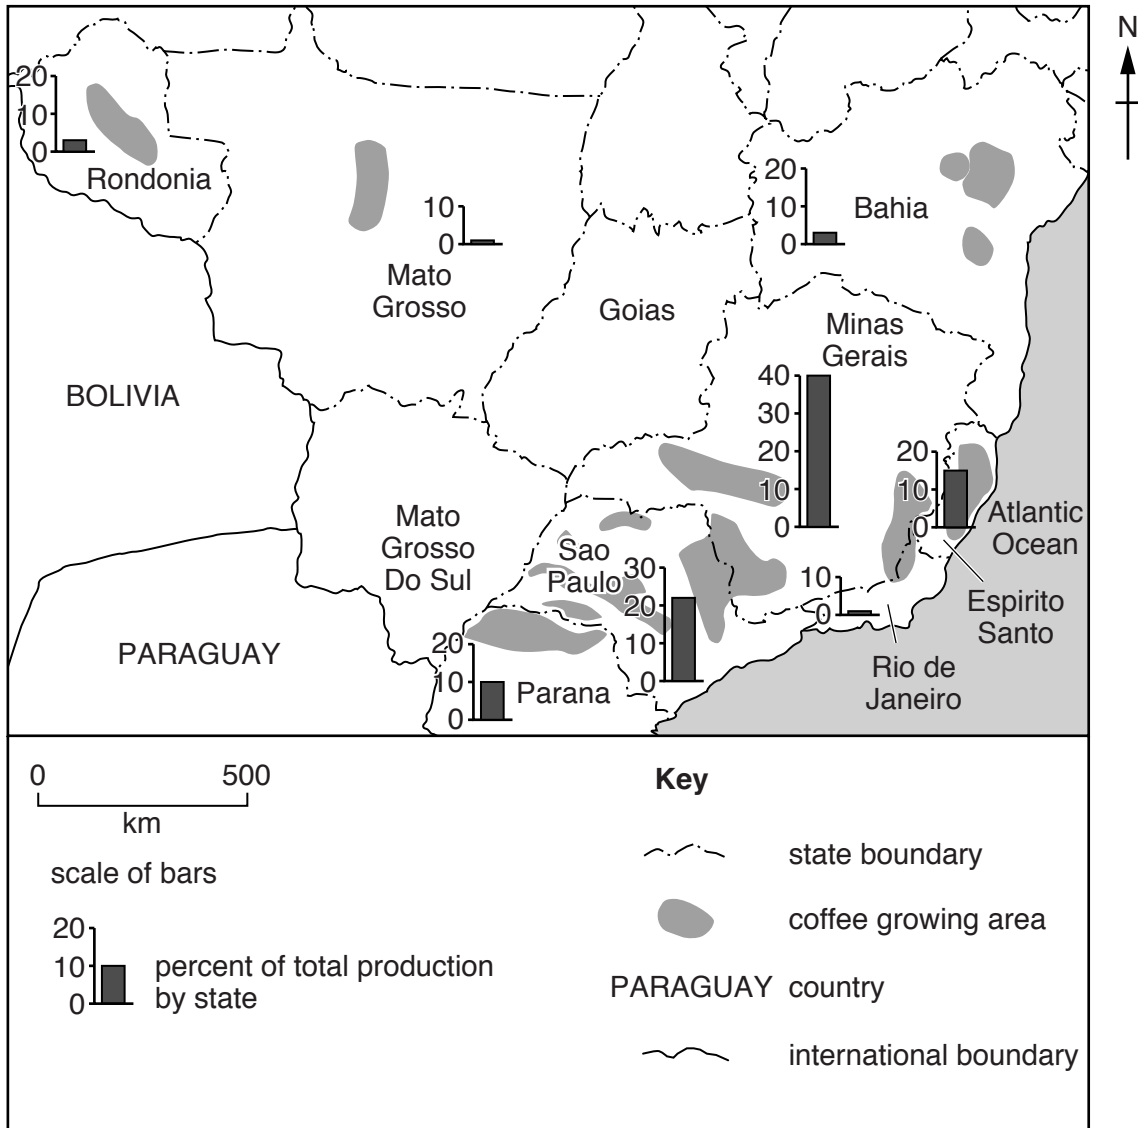 N
20
10
0
Rondonia
10
0
Mato
Grosso
20
10
0
Bahia
Goias
Minas
Gerais
BOLIVIA
40
30
20
10
0
20
10
0
Atlantic
Ocean
Mato
Grosso
Do Sul
Sao
Paulo
30
20
10
0
10
0
Espirito
Santo
PARAGUAY
20
10
0
Parana
Rio de
Janeiro
0 500
km
scale of bars
20
10
0
percent of total production
by state
Key
state boundary
coffee growing area
PARAGUAY country
international boundary